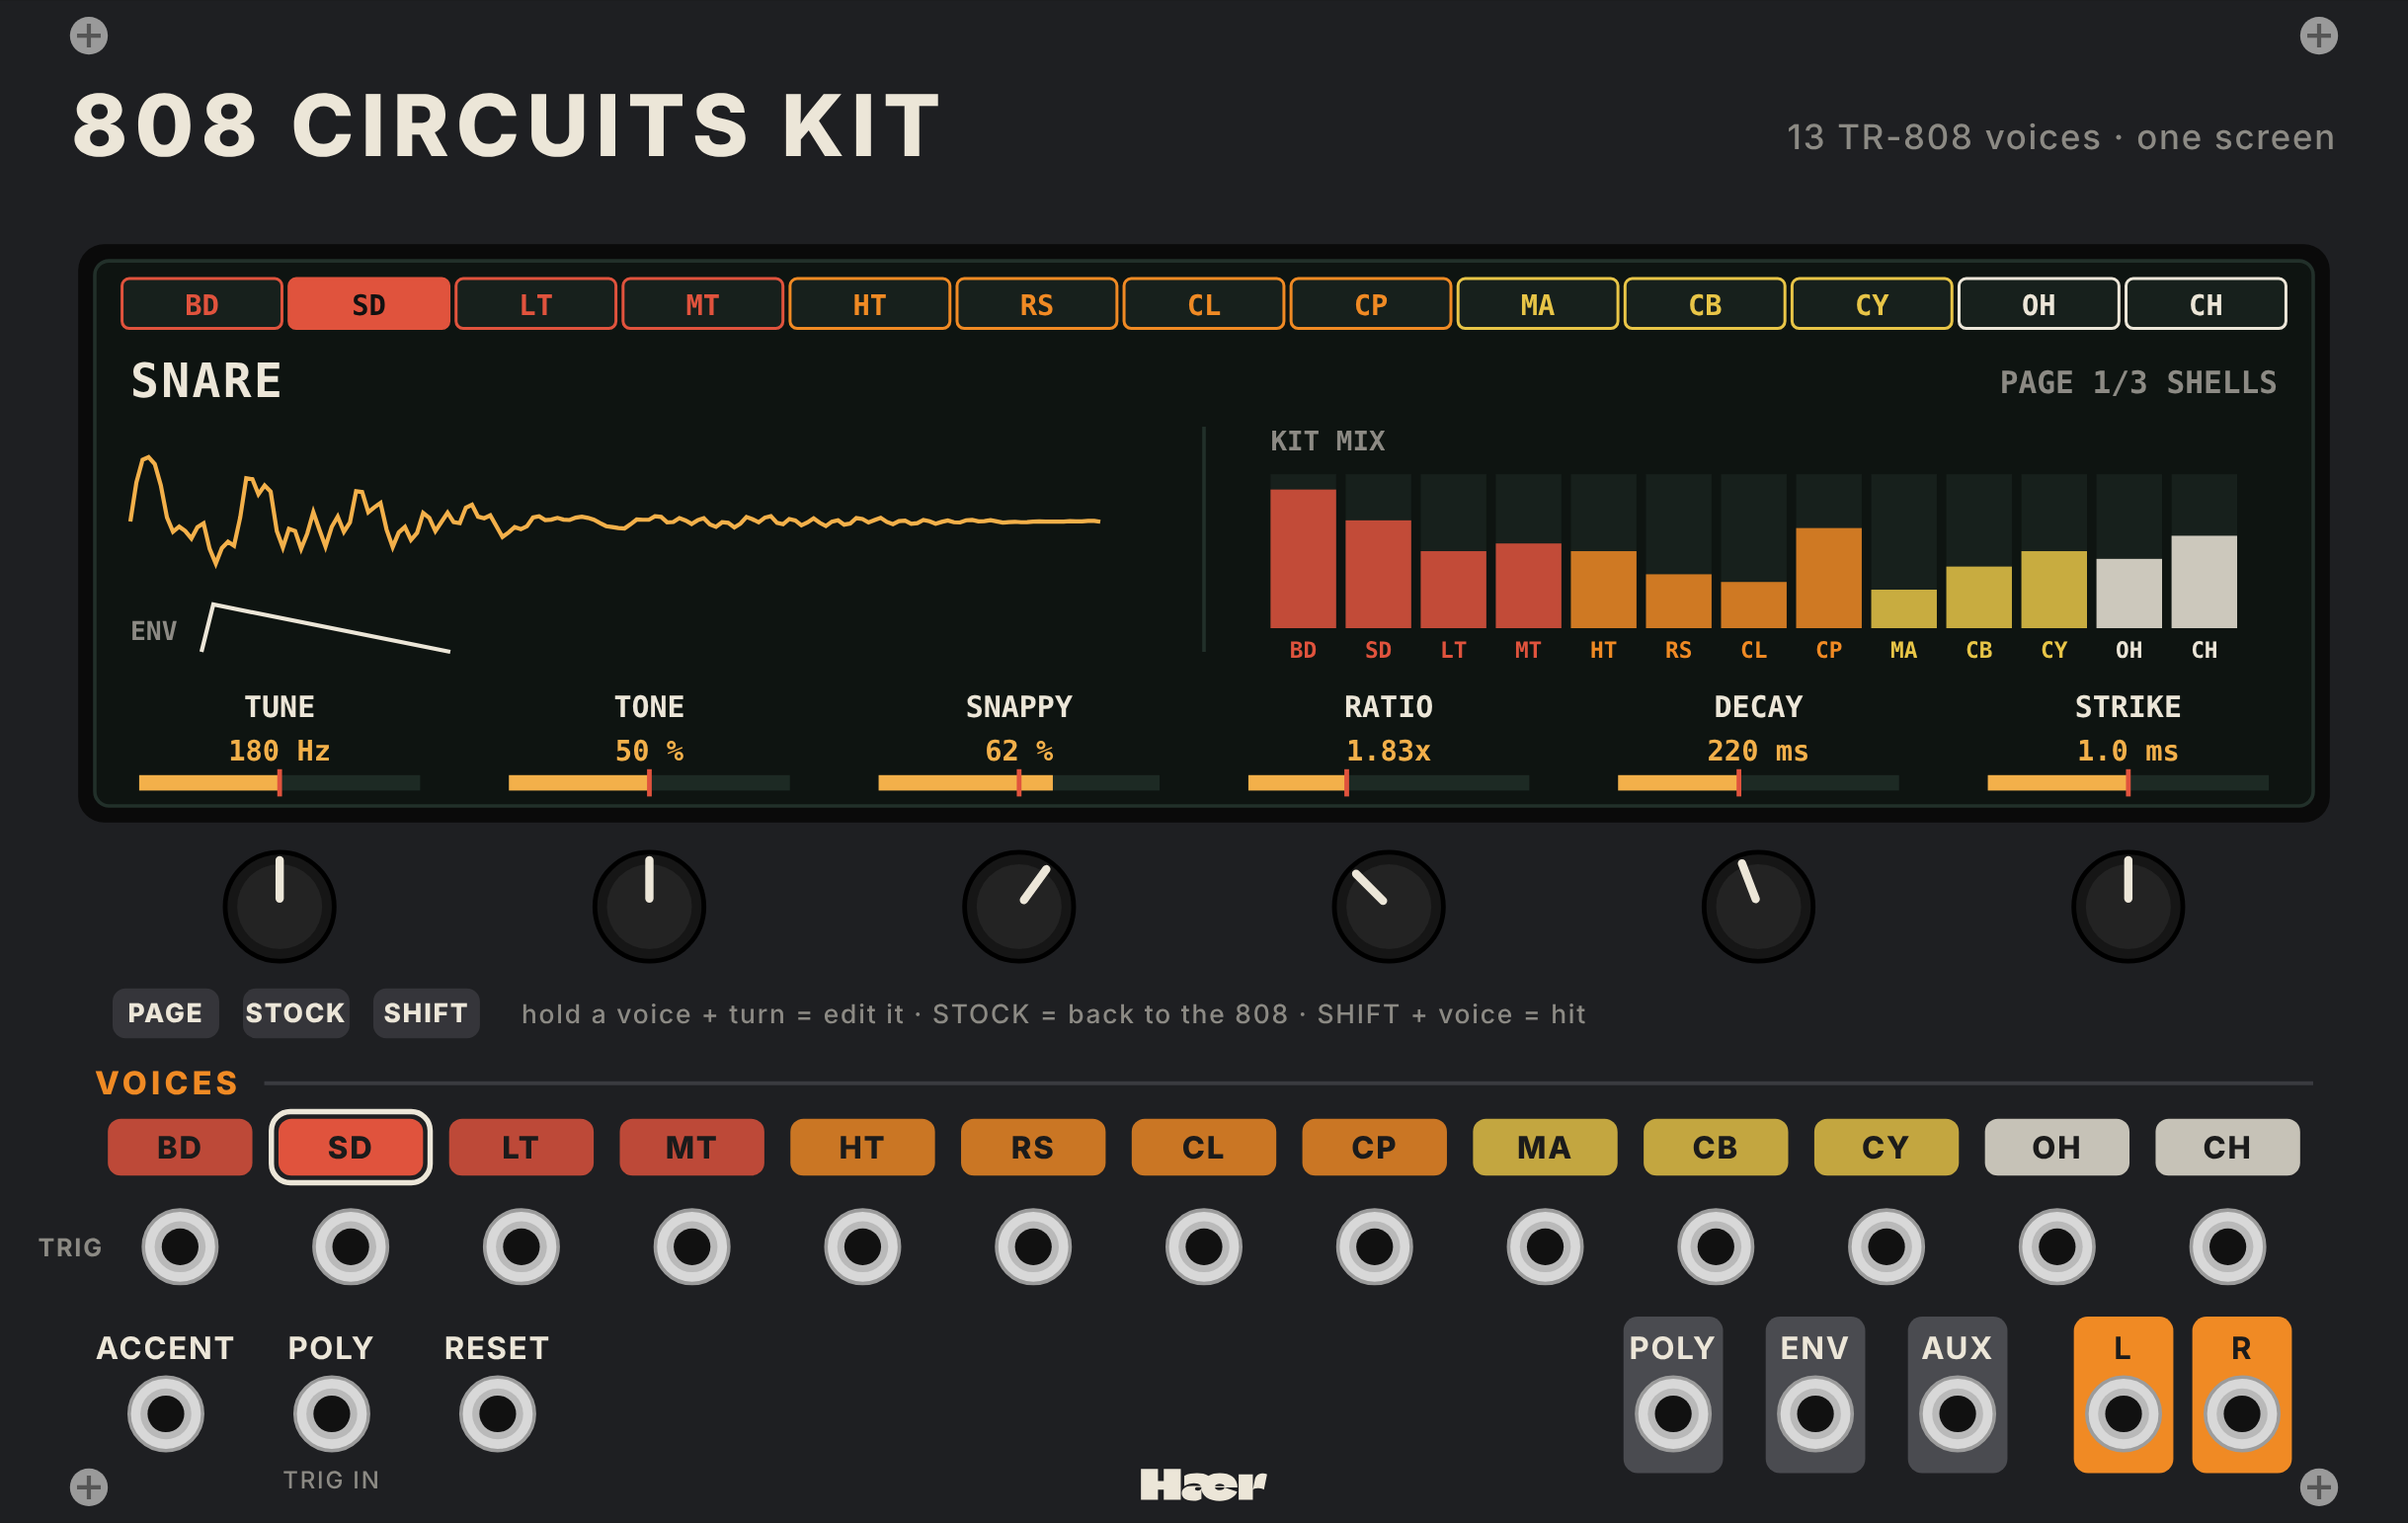 808 CIRCUITS KIT
13 TR-808 voices · one screen
BD SD LT MT HT RS CL CP MA CB CY OH CH
SNARE
PAGE 1/3 SHELLS
KIT MIX
ENV
BD SD LT MT HT RS CL CP MA CB CY OH CH
TUNE TONE SNAPPY RATIO DECAY STRIKE
180 Hz 50 % 62 % 1.83x 220 ms 1.0 ms
PAGE STOCK SHIFT hold a voice + turn = edit it · STOCK = back to the 808 · SHIFT + voice = hit
VOICES
BD SD LT MT HT RS CL CP MA CB CY OH CH
TRIG
ACCENT POLY RESET POLY ENV AUX L R
TRIG IN
Hær